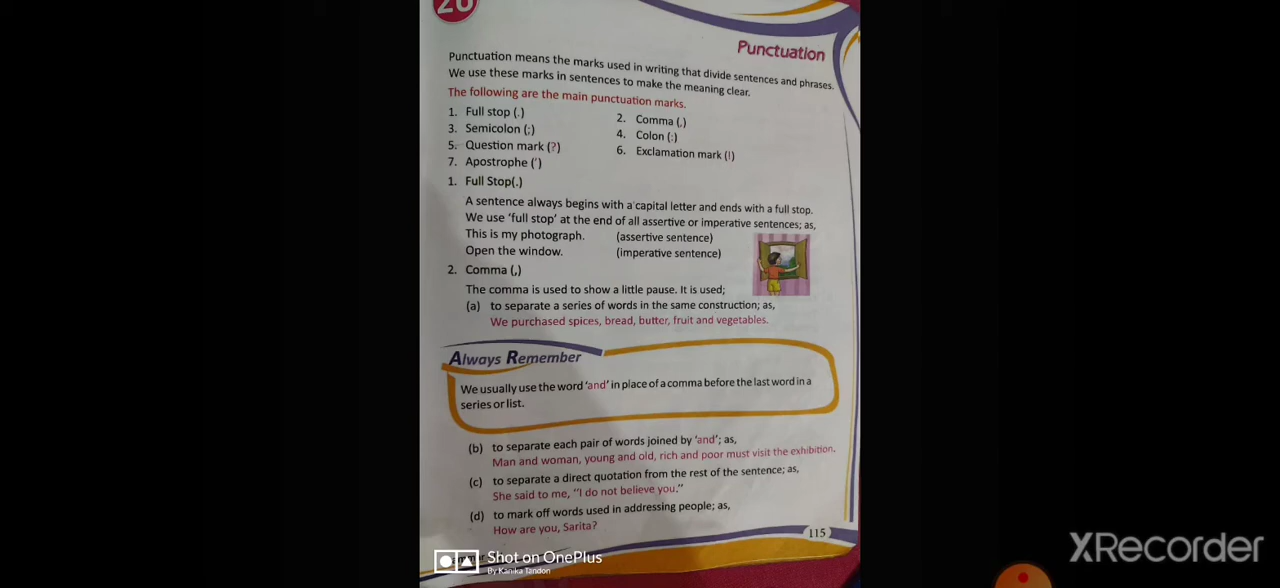 20
Punctuation
Punctuation means the marks used in writing that divide sentences and phrases.
We use these marks in sentences to make the meaning clear.
The following are the main punctuation marks.
1. Full stop (.)
2. Comma (,)
3. Semicolon (;)
4. Colon (:)
5. Question mark (?)
6. Exclamation mark (!)
7. Apostrophe (')
1. Full Stop(.)
A sentence always begins with a capital letter and ends with a full stop.
We use 'full stop' at the end of all assertive or imperative sentences; as,
This is my photograph. (assertive sentence)
Open the window. (imperative sentence)
2. Comma (,)
The comma is used to show a little pause. It is used;
(a) to separate a series of words in the same construction; as,
We purchased spices, bread, butter, fruit and vegetables.
Always Remember
We usually use the word 'and' in place of a comma before the last word in a
series or list.
(b) to separate each pair of words joined by 'and'; as,
Man and woman, young and old, rich and poor must visit the exhibition.
(c) to separate a direct quotation from the rest of the sentence; as,
She said to me, "I do not believe you."
(d) to mark off words used in addressing people; as,
How are you, Sarita?
115
Shot on OnePlus
By Kanika Tandon
XRecorder